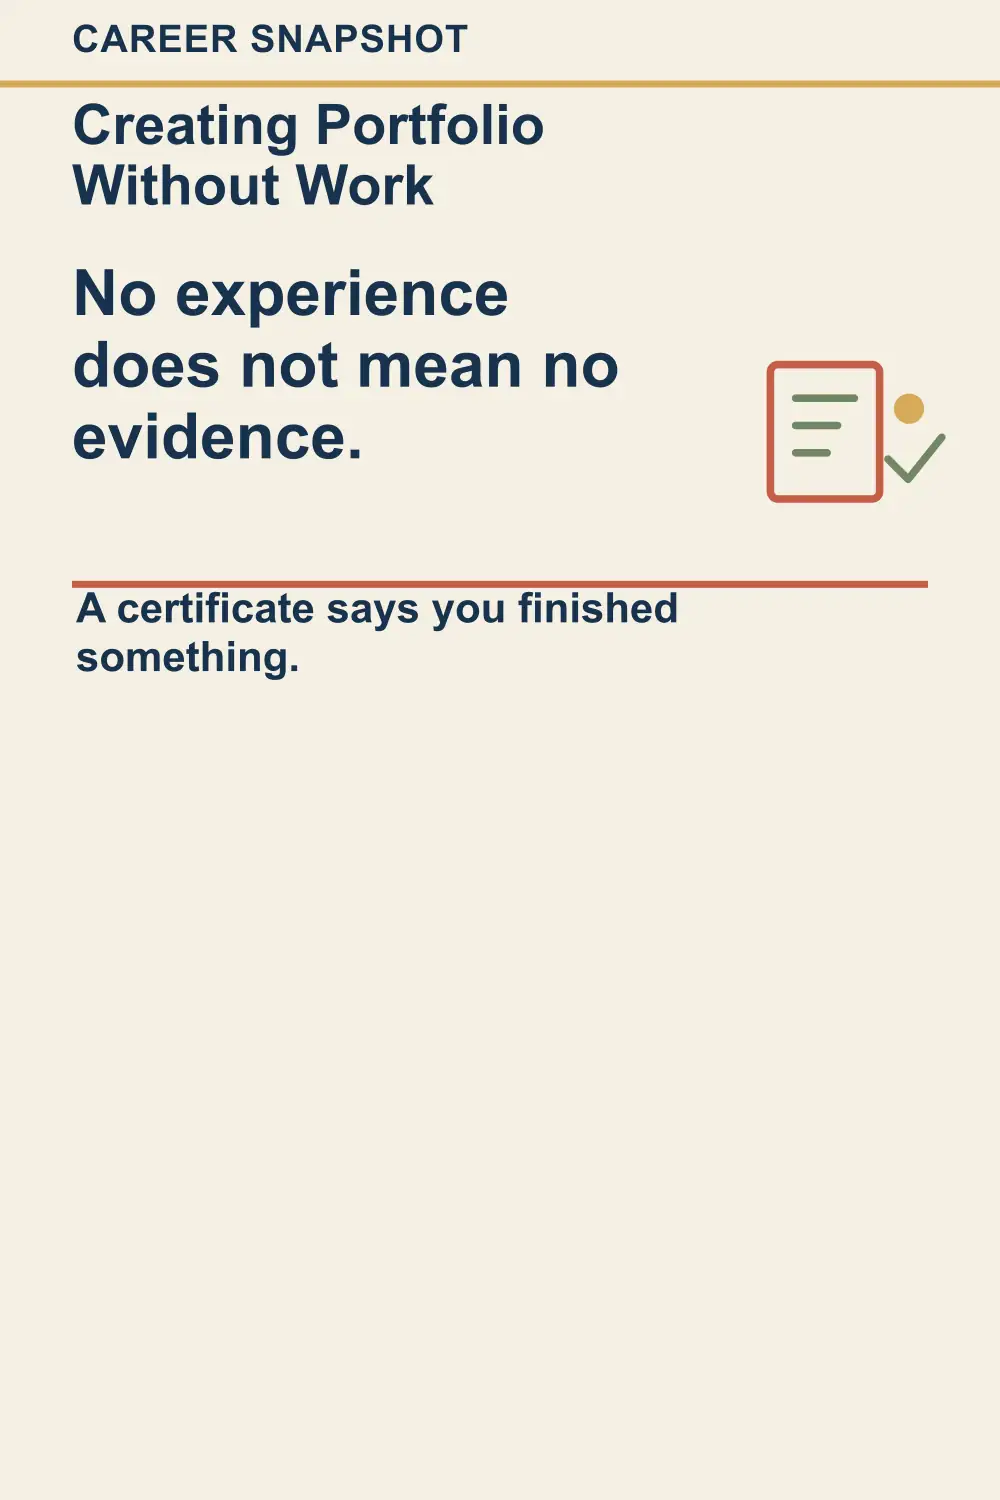 CAREER SNAPSHOT
Creating Portfolio
Without Work
No experience
does not mean no
evidence.
A certificate says you finished
something.